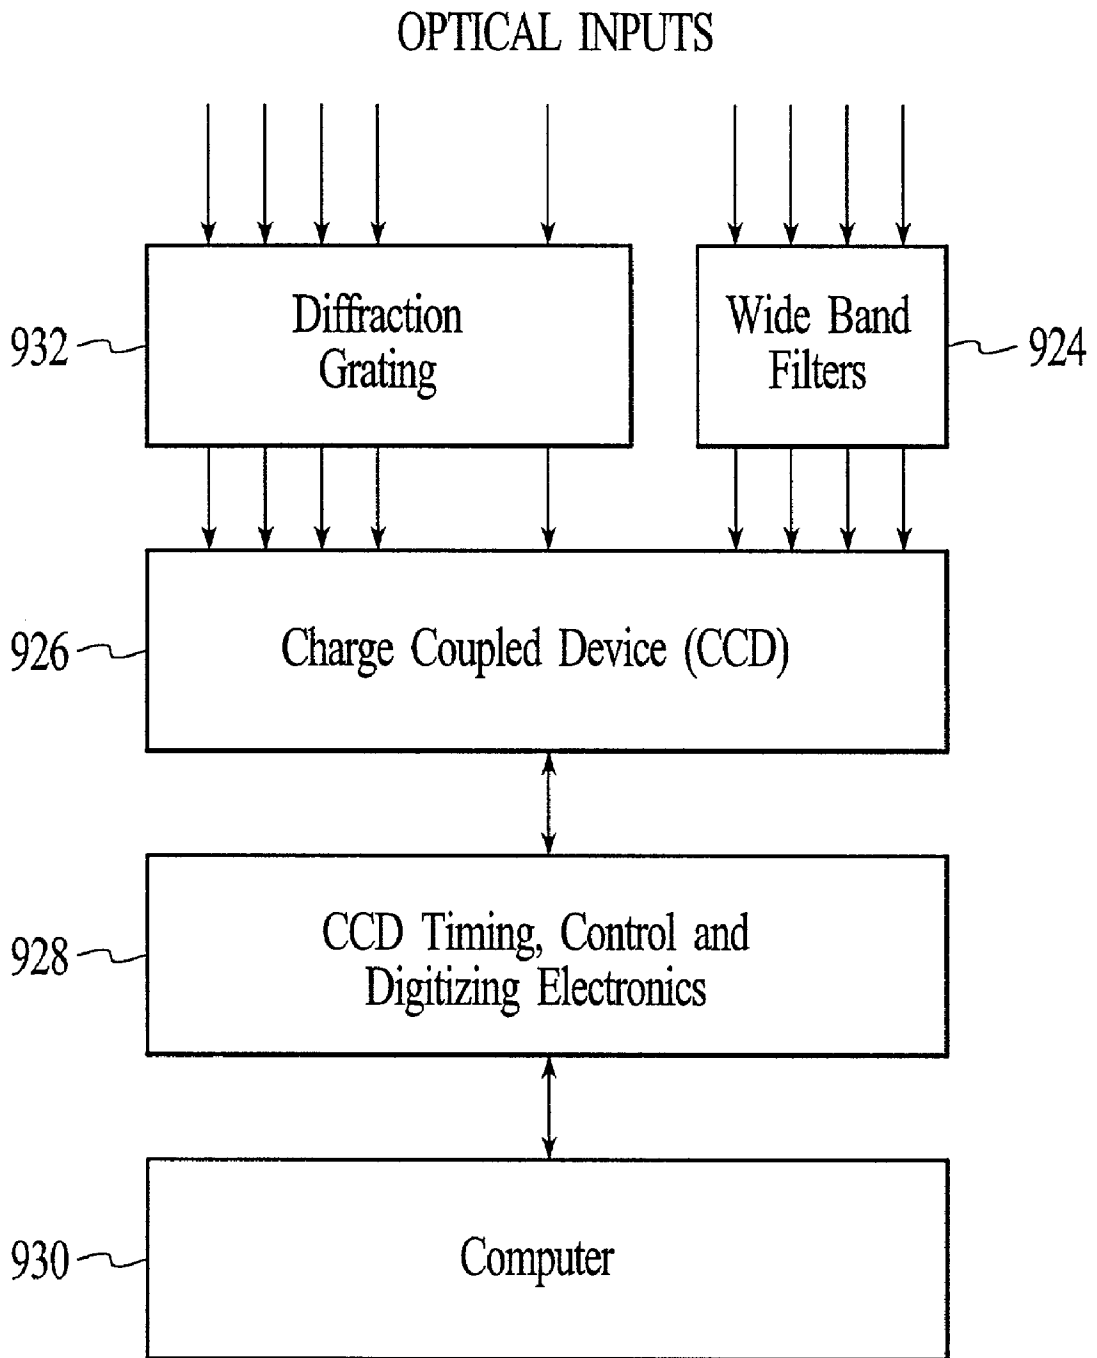 OPTICAL INPUTS
Diffraction
Grating
932
Wide Band
Filters
924
926
Charge Coupled Device (CCD)
928
CCD Timing, Control and
Digitizing Electronics
930
Computer